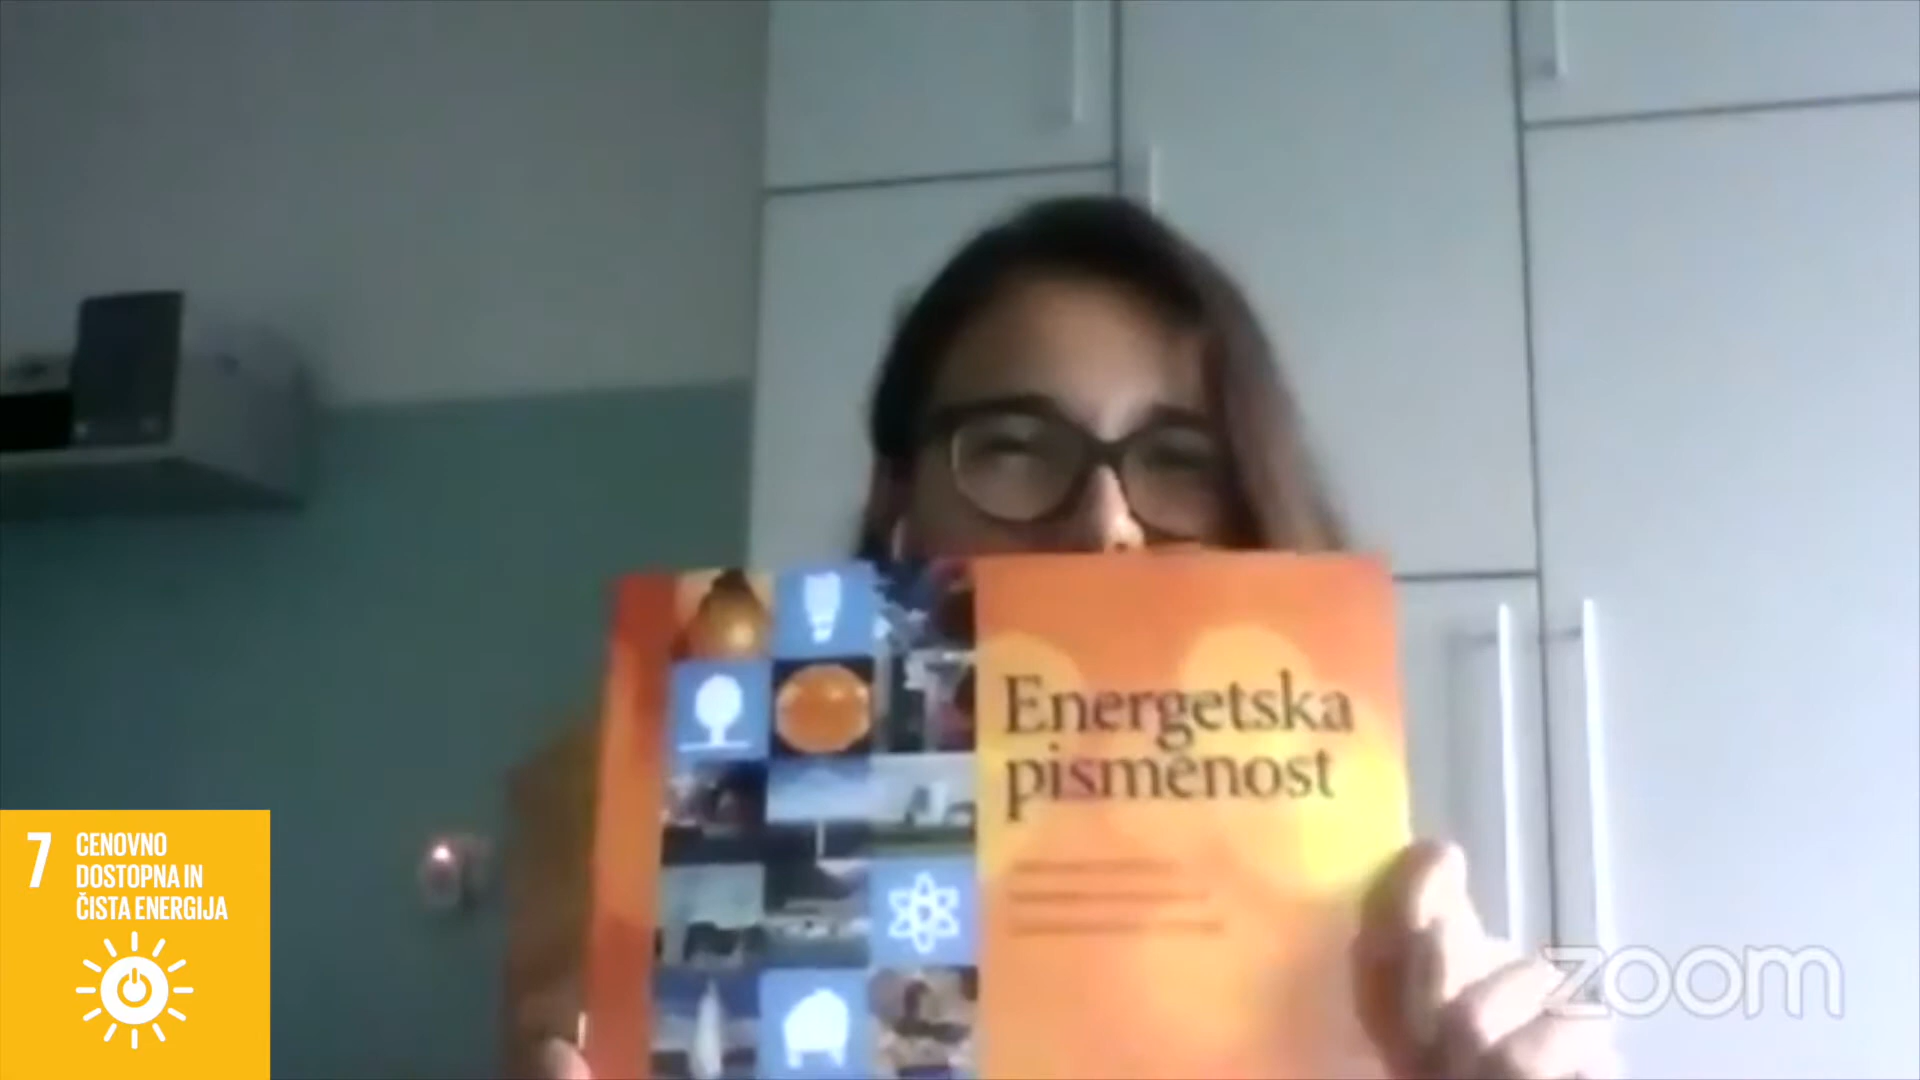 Energetska
pismenost
7
CENOVNO
DOSTOPNA IN
ČISTA ENERGIJA
zoom